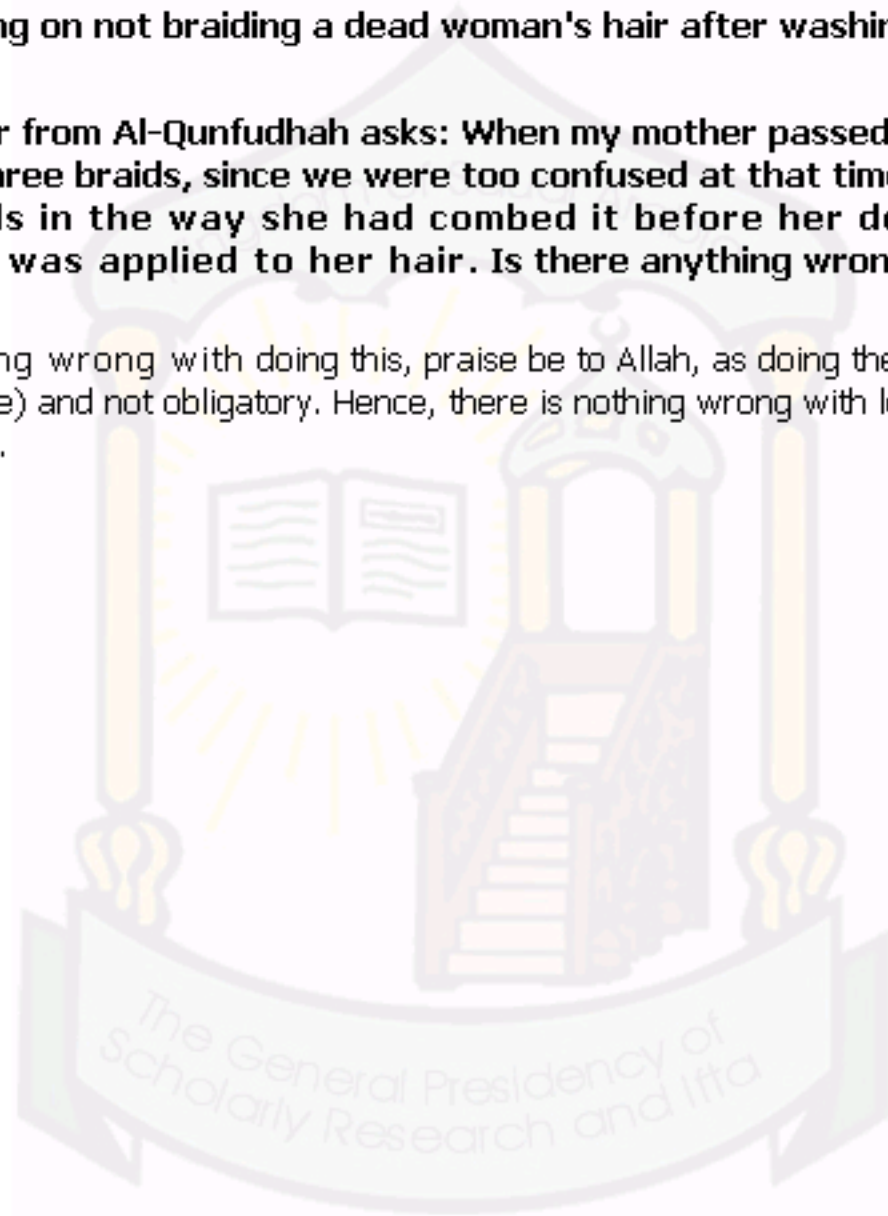 ng on not braiding a dead woman's hair after washin
r from Al-Qunfudhah asks: When my mother passed
hree braids, since we were too confused at that time
ls in the way she had combed it before her de
was applied to her hair. Is there anything wron
ng wrong with doing this, praise be to Allah, as doing the
e) and not obligatory. Hence, there is nothing wrong with le
.
The General Presidency of
Scholarly Research and Ifta